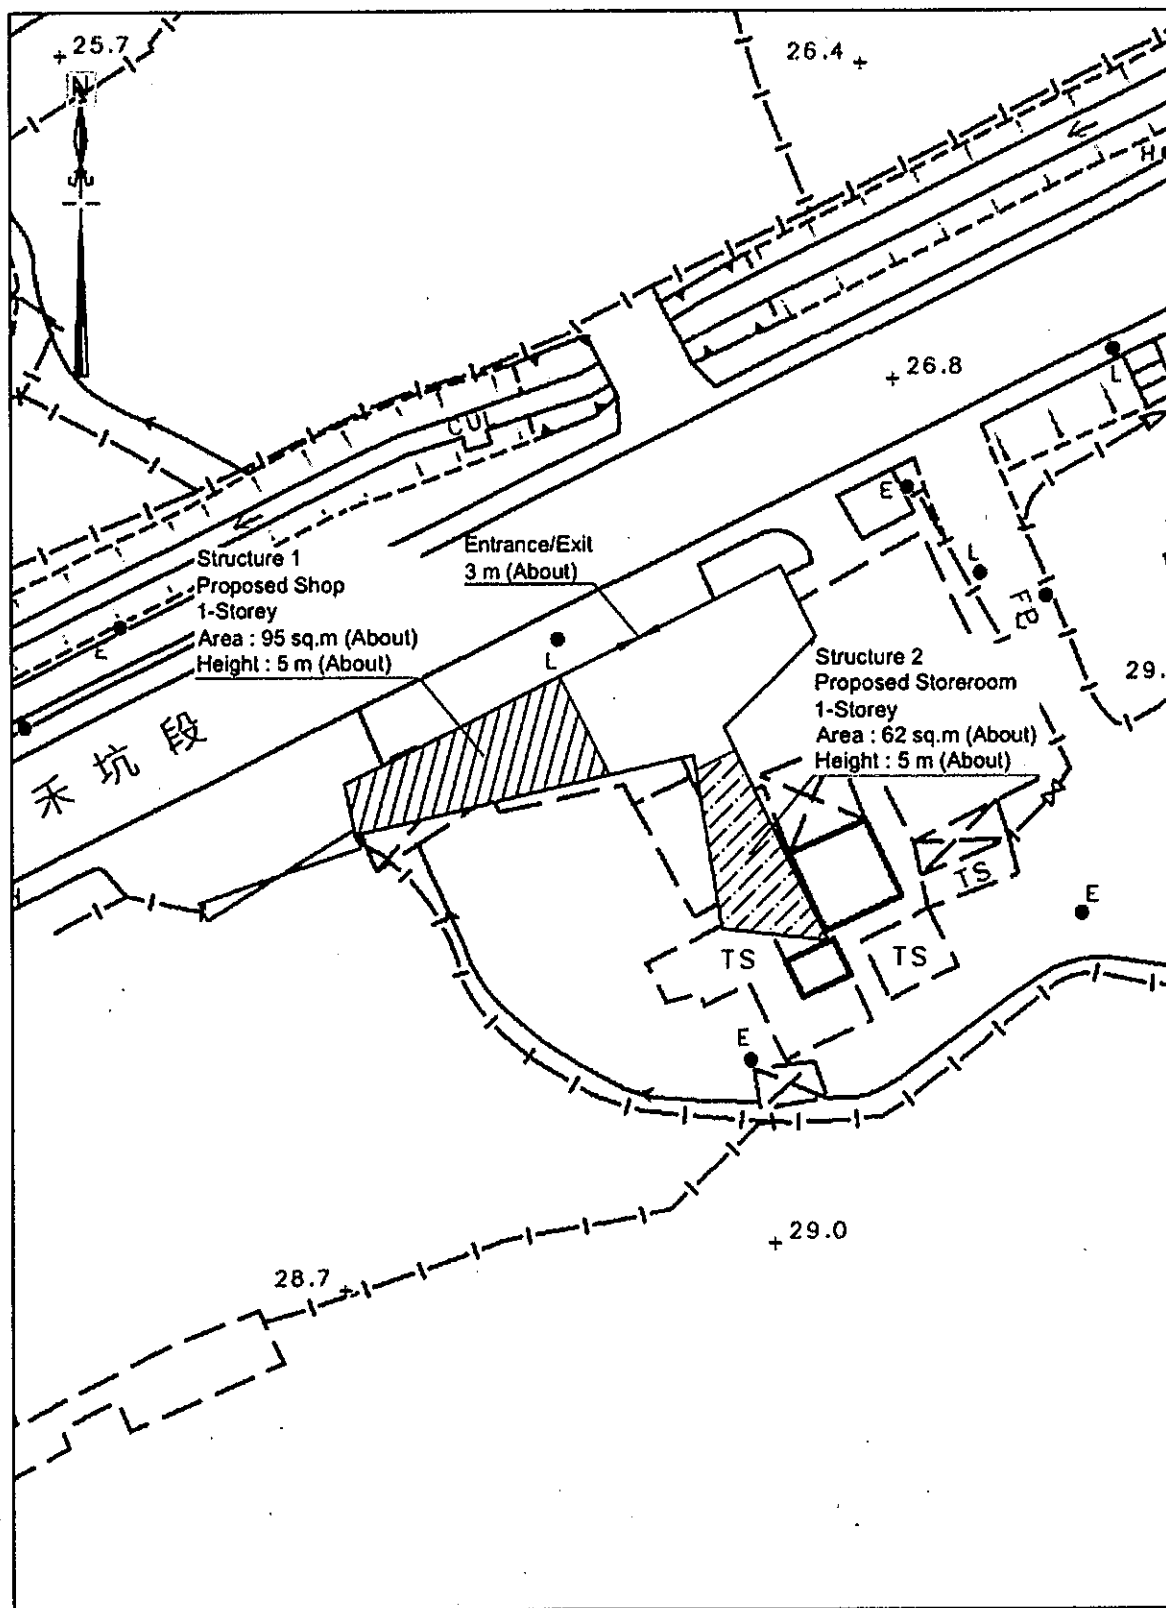 25.7
26.4
N
26.8
L
CUL
E
L
Structure 1
Proposed Shop
1-Storey
Area : 95 sq.m (About)
Height : 5 m (About)
Entrance/Exit
3 m (About)
E
L
FB
L
Structure 2
Proposed Storeroom
1-Storey
Area : 62 sq.m (About)
Height : 5 m (About)
29.
禾坑段
TS
E
TS
TS
E
29.0
28.7